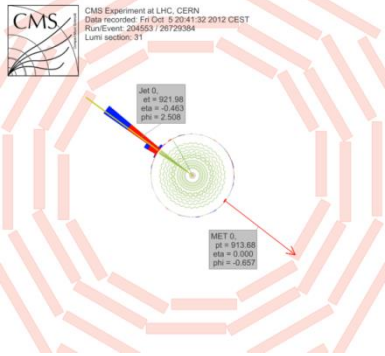 CMS
CMS Experiment at LHC, CERN
Data recorded: Fri Oct 5 20:41:32 2012 CEST
Run/Event: 204553 / 26729384
Lumi section: 31
Jet 0,
et = 921.98
eta = -0.463
phi = 2.508
MET 0,
pt = 913.68
eta = 0.000
phi = -0.657